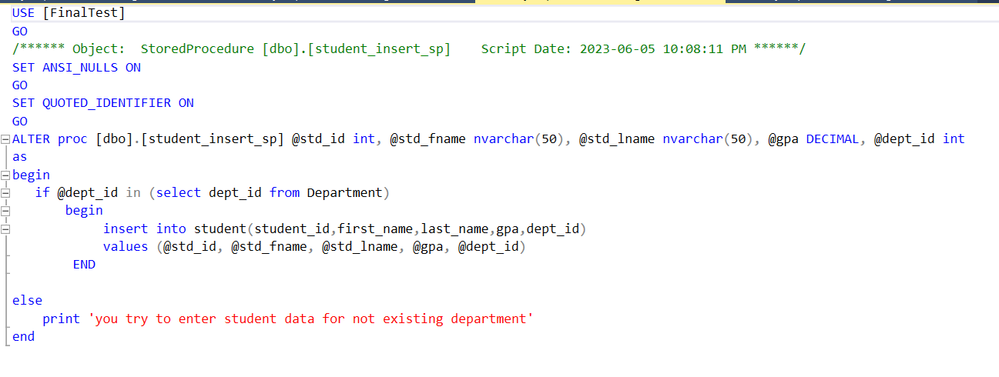 USE [FinalTest]
GO
/****** Object:  StoredProcedure [dbo].[student_insert_sp]    Script Date: 2023-06-05 10:08:11 PM ******/
SET ANSI_NULLS ON
GO
SET QUOTED_IDENTIFIER ON
GO
ALTER proc [dbo].[student_insert_sp] @std_id int, @std_fname nvarchar(50), @std_lname nvarchar(50), @gpa DECIMAL, @dept_id int
as
begin
   if @dept_id in (select dept_id from Department)
       begin
            insert into student(student_id,first_name,last_name,gpa,dept_id)
            values (@std_id, @std_fname, @std_lname, @gpa, @dept_id)
        END
else
    print 'you try to enter student data for not existing department'
end